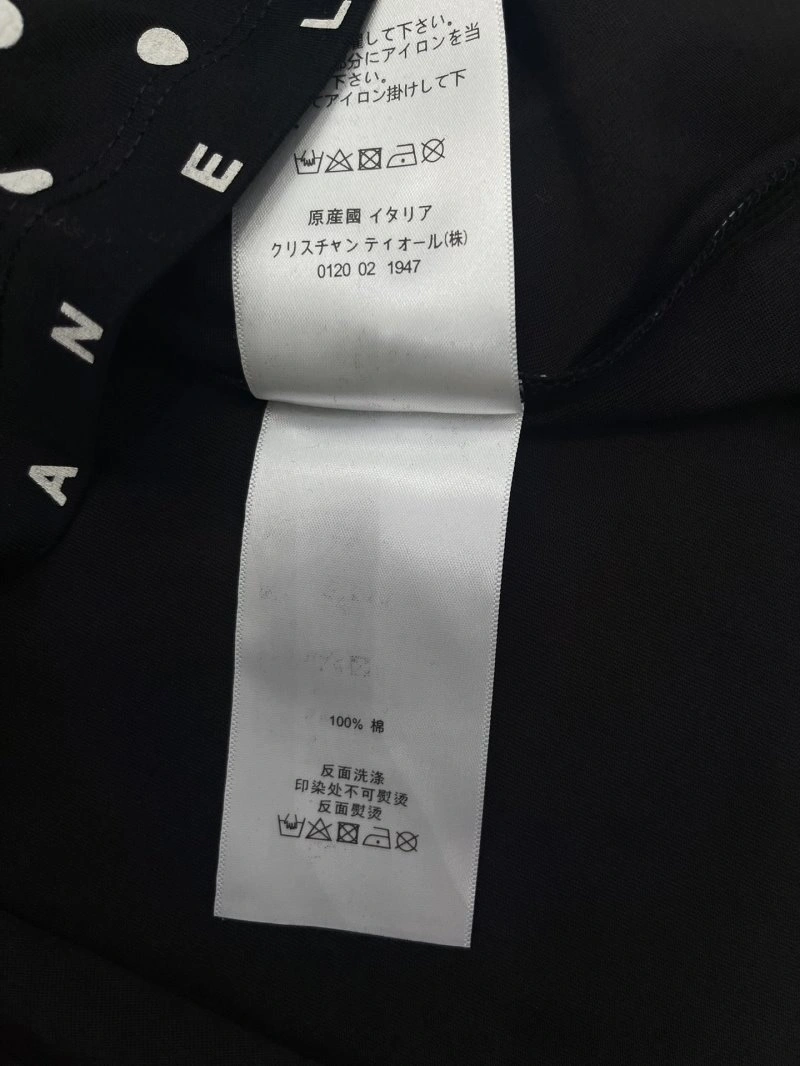 して下さい。
部分にアイロンを当
下さい。
てアイロン掛けして下
。
原産國 イタリア
クリスチャン ティオール(株)
0120 02 1947
100% 棉
反面洗涤
印染处不可熨烫
反面熨烫
L
E
N
A